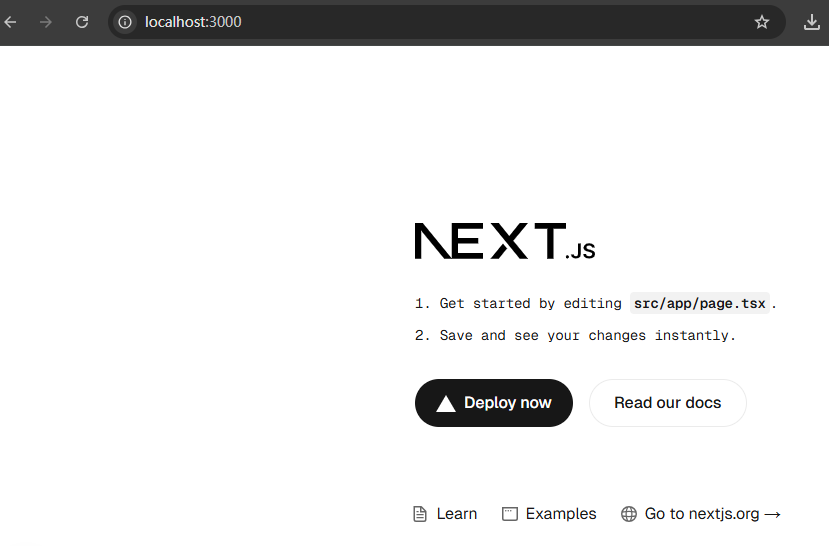 localhost:3000
NEXT.JS
1. Get started by editing src/app/page.tsx.
2. Save and see your changes instantly.
Deploy now
Read our docs
Learn
Examples
Go to nextjs.org →